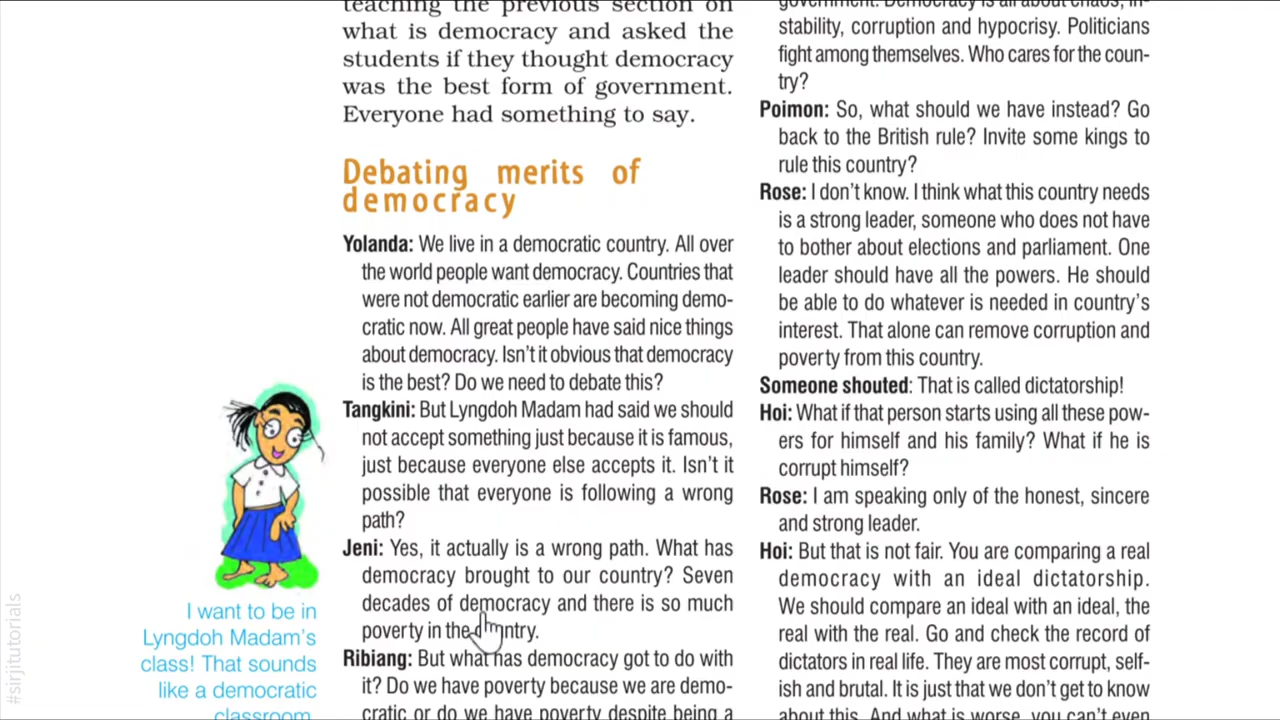 teaching the previous section on
what is democracy and asked the
students if they thought democracy
was the best form of government.
Everyone had something to say.
Debating merits of
democracy
Yolanda: We live in a democratic country. All over
the world people want democracy. Countries that
were not democratic earlier are becoming demo-
cratic now. All great people have said nice things
about democracy. Isn't it obvious that democracy
is the best? Do we need to debate this?
Tangkini: But Lyngdoh Madam had said we should
not accept something just because it is famous,
just because everyone else accepts it. Isn't it
possible that everyone is following a wrong
path?
Jeni: Yes, it actually is a wrong path. What has
democracy brought to our country? Seven
decades of democracy and there is so much
poverty in the country.
Ribiang: But what has democracy got to do with
it? Do we have poverty because we are demo-
cratic or do we have poverty despite being a
government. Democracy is all about chaos, in-
stability, corruption and hypocrisy. Politicians
fight among themselves. Who cares for the coun-
try?
Poimon: So, what should we have instead? Go
back to the British rule? Invite some kings to
rule this country?
Rose: I don't know. I think what this country needs
is a strong leader, someone who does not have
to bother about elections and parliament. One
leader should have all the powers. He should
be able to do whatever is needed in country's
interest. That alone can remove corruption and
poverty from this country.
Someone shouted: That is called dictatorship!
Hoi: What if that person starts using all these pow-
ers for himself and his family? What if he is
corrupt himself?
Rose: I am speaking only of the honest, sincere
and strong leader.
Hoi: But that is not fair. You are comparing a real
democracy with an ideal dictatorship.
We should compare an ideal with an ideal, the
real with the real. Go and check the record of
dictators in real life. They are most corrupt, self-
ish and brutal. It is just that we don't get to know
about this. And what is worse, you can't even
I want to be in
Lyngdoh Madam's
class! That sounds
like a democratic
classroom.
#sirjitutorials